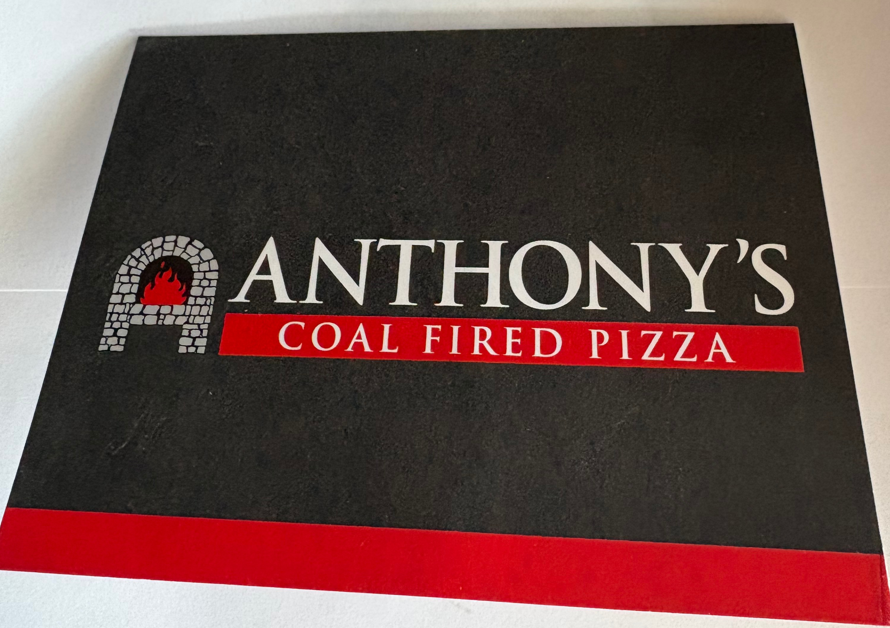 ANTHONY'S
COAL FIRED PIZZA